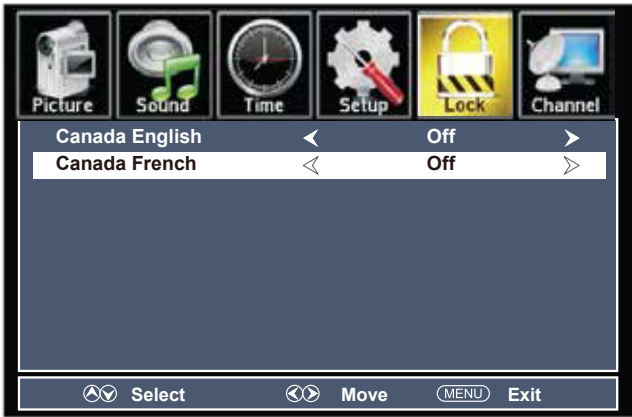 Picture Sound Time Setup Lock Channel
Canada English Off
Canada French Off
Select Move MENU Exit